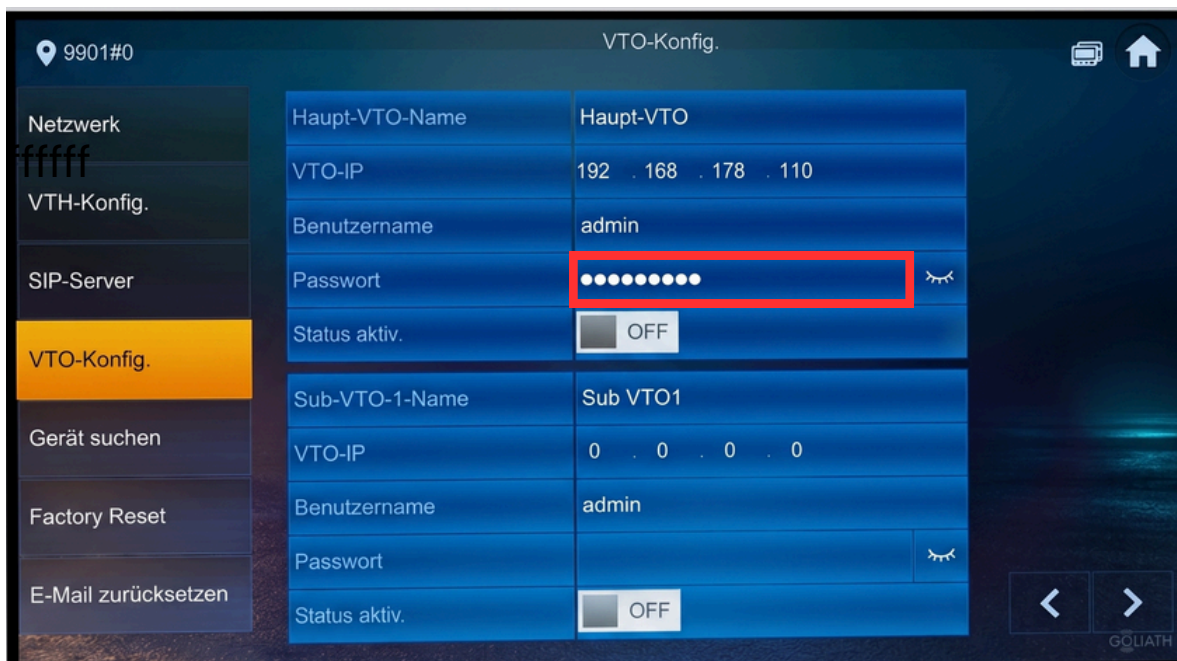 9901#0
VTO-Konfig.
Netzwerk
ffffff
VTH-Konfig.
SIP-Server
VTO-Konfig.
Gerät suchen
Factory Reset
E-Mail zurücksetzen
Haupt-VTO-Name Haupt-VTO
VTO-IP 192 . 168 . 178 . 110
Benutzername admin
Passwort ●●●●●●●●●
Status aktiv. OFF
Sub-VTO-1-Name Sub VTO1
VTO-IP 0 . 0 . 0 . 0
Benutzername admin
Passwort
Status aktiv. OFF
GOLIATH